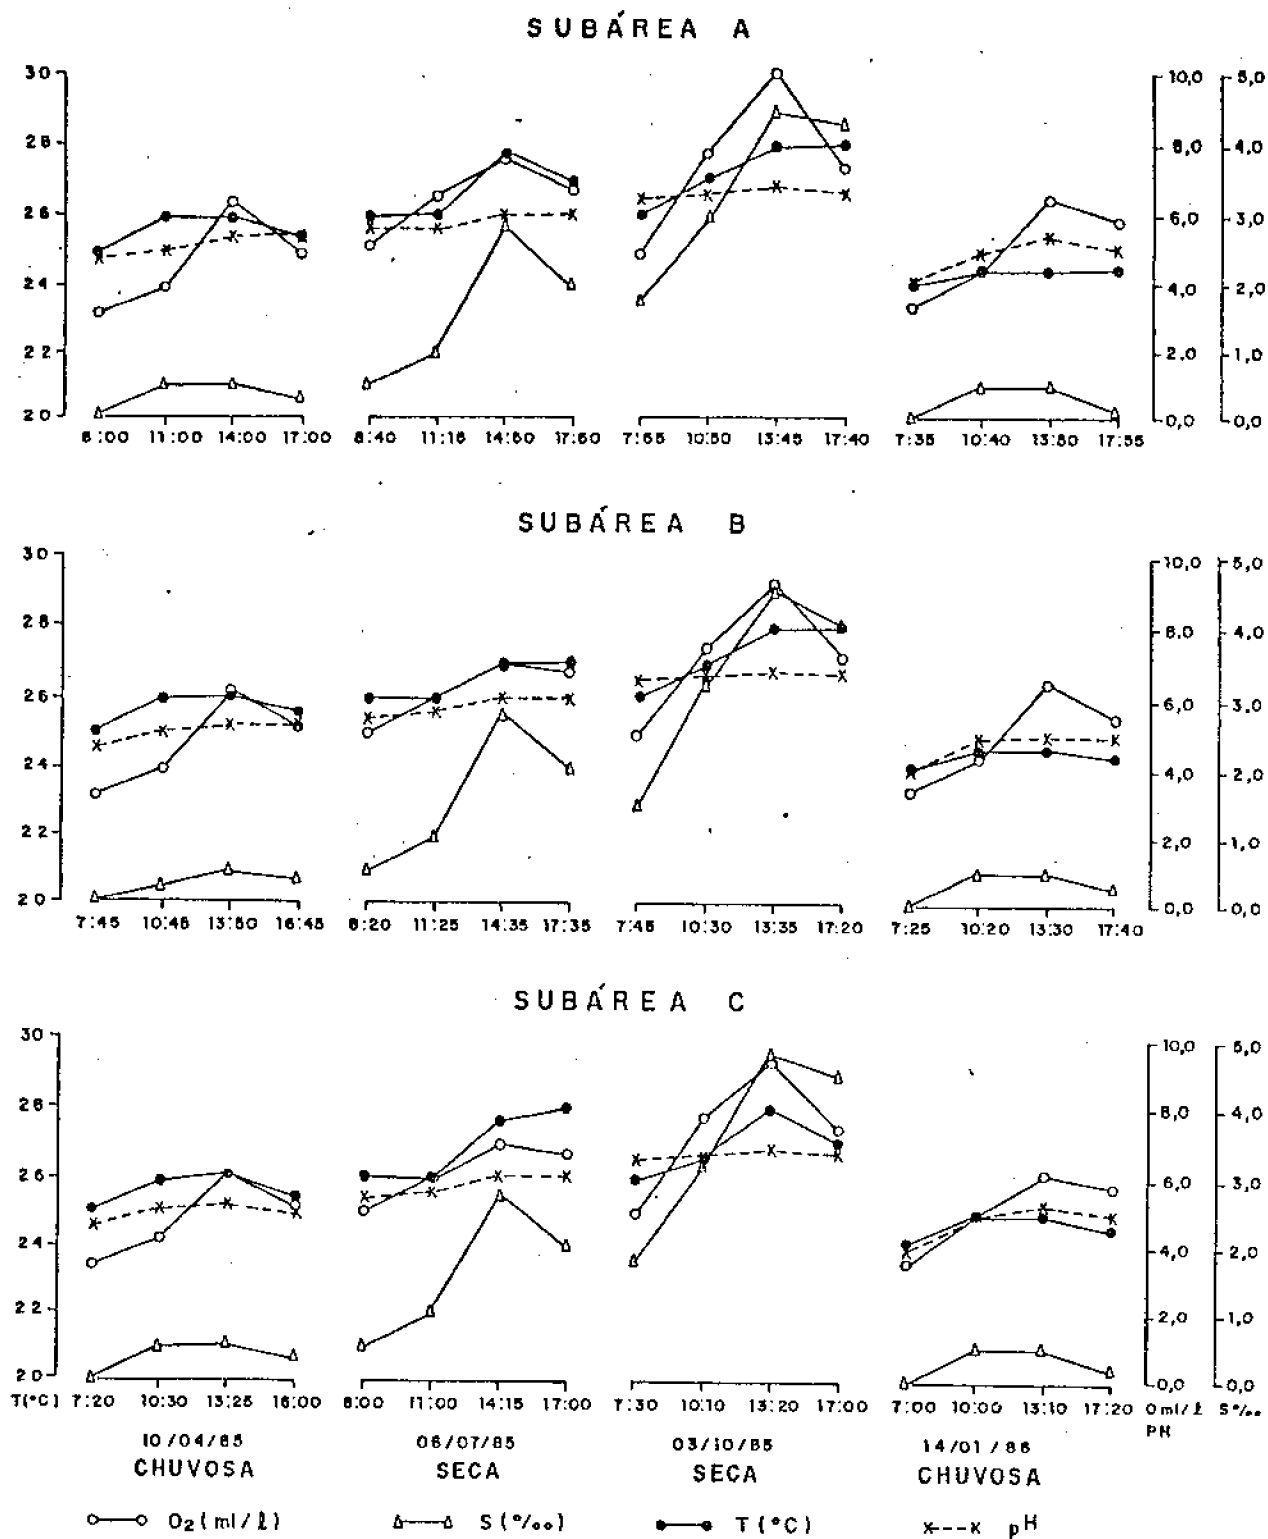 SUBÁREA A
30
28
26
24
22
20
10,0
8,0
6,0
4,0
2,0
0,0
5,0
4,0
3,0
2,0
1,0
0,0
8:00 11:00 14:00 17:00
8:40 11:15 14:50 17:50
7:55 10:50 13:45 17:40
7:35 10:40 13:50 17:55
SUBÁREA B
30
28
26
24
22
20
10,0
8,0
6,0
4,0
2,0
0,0
5,0
4,0
3,0
2,0
1,0
0,0
7:45 10:45 13:50 16:45
8:20 11:25 14:35 17:35
7:45 10:30 13:35 17:20
7:25 10:20 13:30 17:40
SUBÁREA C
30
28
26
24
22
20
10,0
8,0
6,0
4,0
2,0
0,0
5,0
4,0
3,0
2,0
1,0
0,0
T(°C) 7:20 10:30 13:25 16:00
8:00 11:00 14:15 17:00
7:30 10:10 13:20 17:00
7:00 10:00 13:10 17:20
O ml/l S‰
PH
10/04/85 06/07/85 03/10/85 14/01/86
CHUVOSA SECA SECA CHUVOSA
O₂(ml/l) S(‰) T(°C) pH